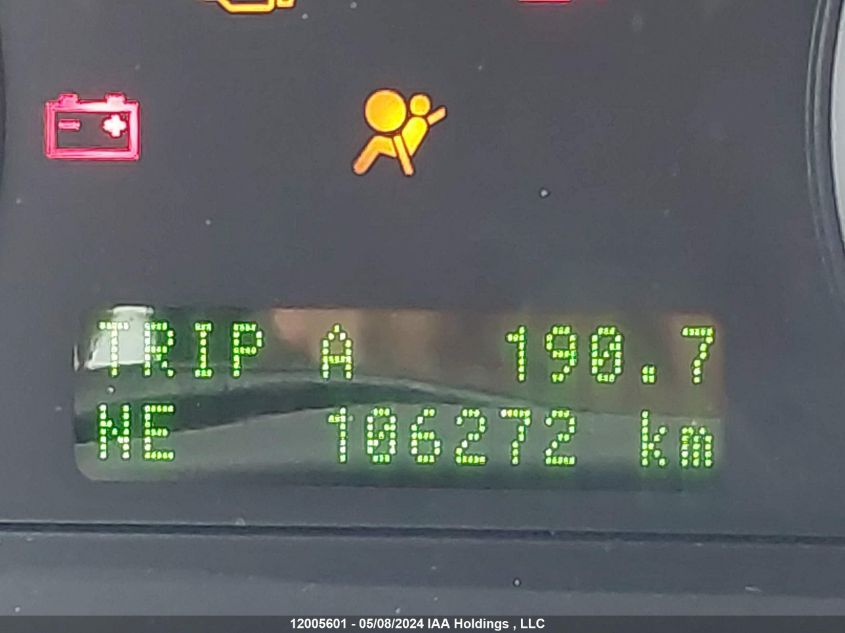 TRIP A 190.7
NE 106272 km
12005601 - 05/08/2024 IAA Holdings , LLC